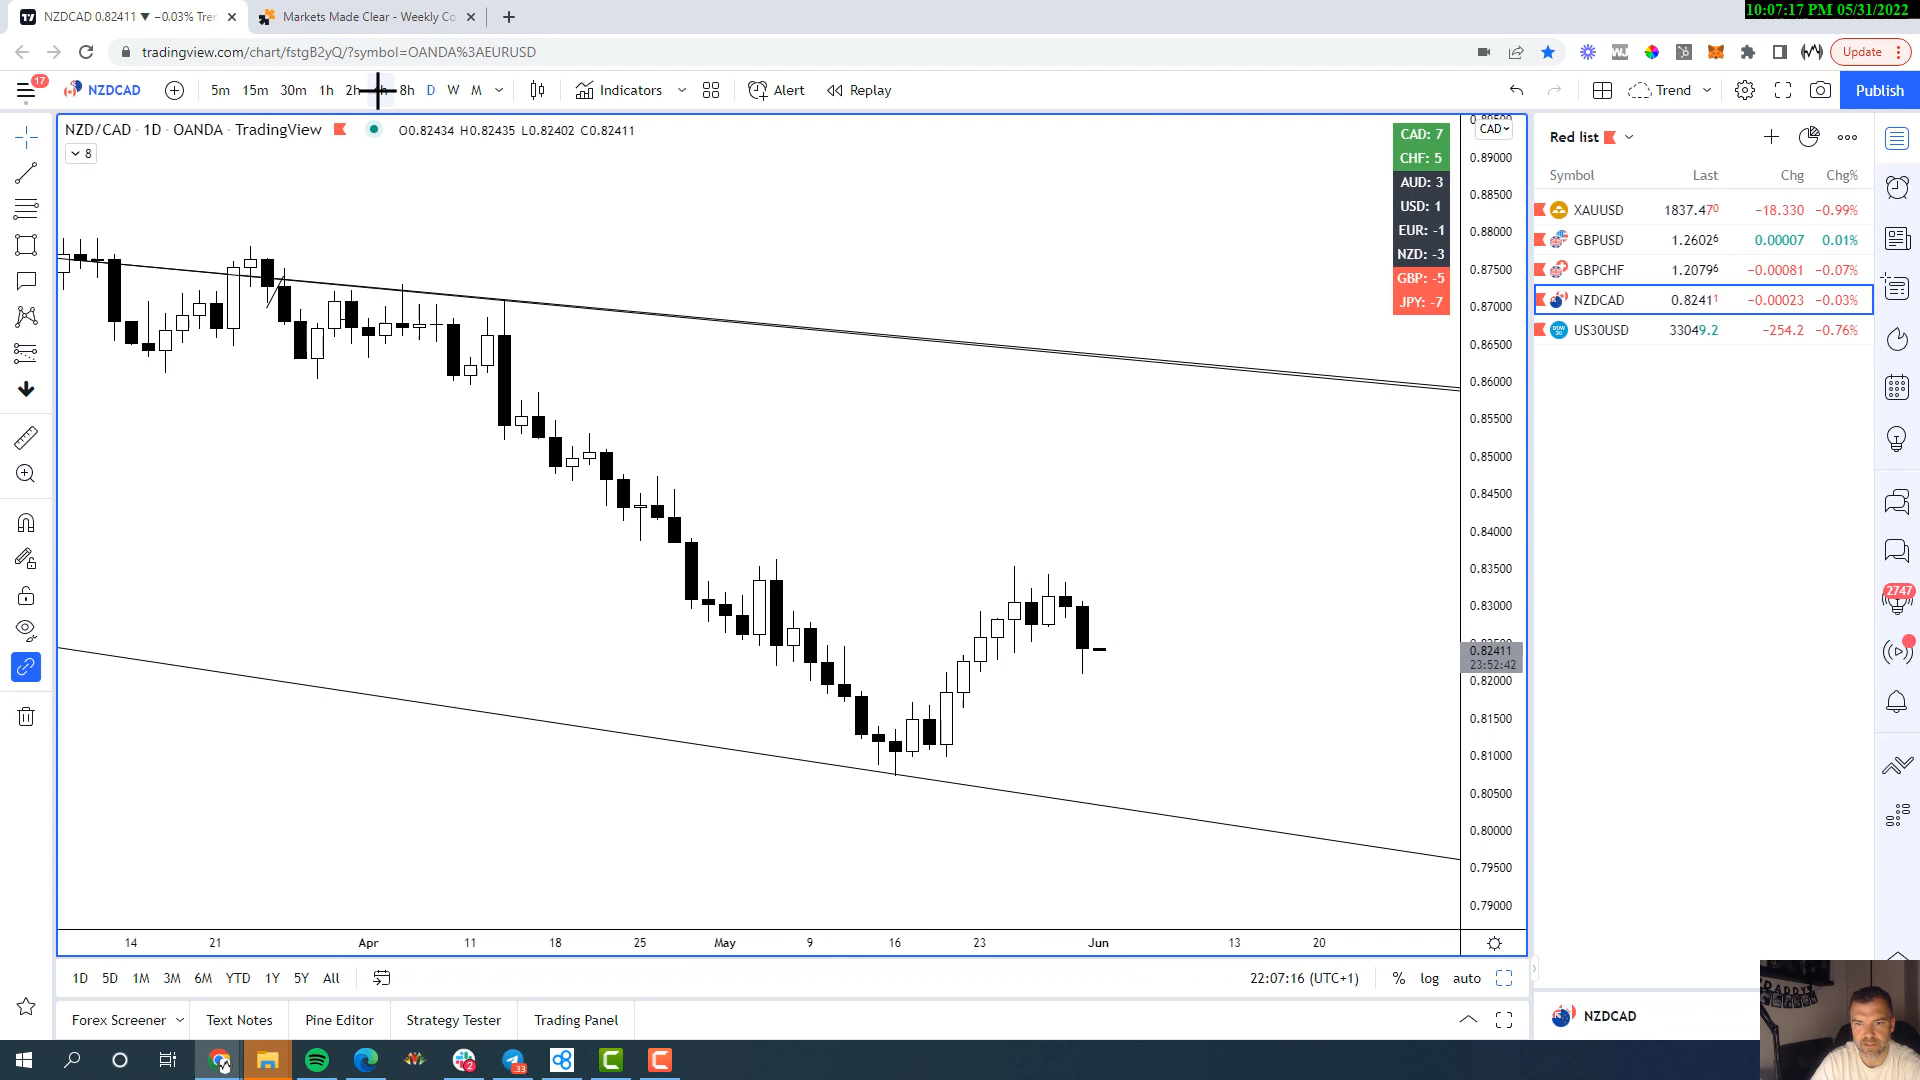 NZDCAD 0.82411 ▼ −0.03% Tren
Markets Made Clear - Weekly Co
10:07:17 PM 05/31/2022
tradingview.com/chart/fstgB2yQ/?symbol=OANDA%3AEURUSD
Update
17
NZDCAD
5m 15m 30m 1h 2h 8h D W M
Indicators
Alert
Replay
Trend
Publish
NZD/CAD · 1D · OANDA · TradingView
O0.82434 H0.82435 L0.82402 C0.82411
8
CAD: 7
CHF: 5
AUD: 3
USD: 1
EUR: -1
NZD: -3
GBP: -5
JPY: -7
CAD
0.89000
0.88500
0.88000
0.87500
0.87000
0.86500
0.86000
0.85500
0.85000
0.84500
0.84000
0.83500
0.83000
0.82411
23:52:42
0.82000
0.81500
0.81000
0.80500
0.80000
0.79500
0.79000
14 21 Apr 11 18 25 May 9 16 23 Jun 13 20
1D 5D 1M 3M 6M YTD 1Y 5Y All
22:07:16 (UTC+1)
% log auto
Forex Screener
Text Notes
Pine Editor
Strategy Tester
Trading Panel
Red list
Symbol Last Chg Chg%
XAUUSD 1837.470 −18.330 −0.99%
GBPUSD 1.26026 0.00007 0.01%
GBPCHF 1.20796 −0.00081 −0.07%
NZDCAD 0.82411 −0.00023 −0.03%
US30USD 33049.2 −254.2 −0.76%
2747
NZDCAD
2
33